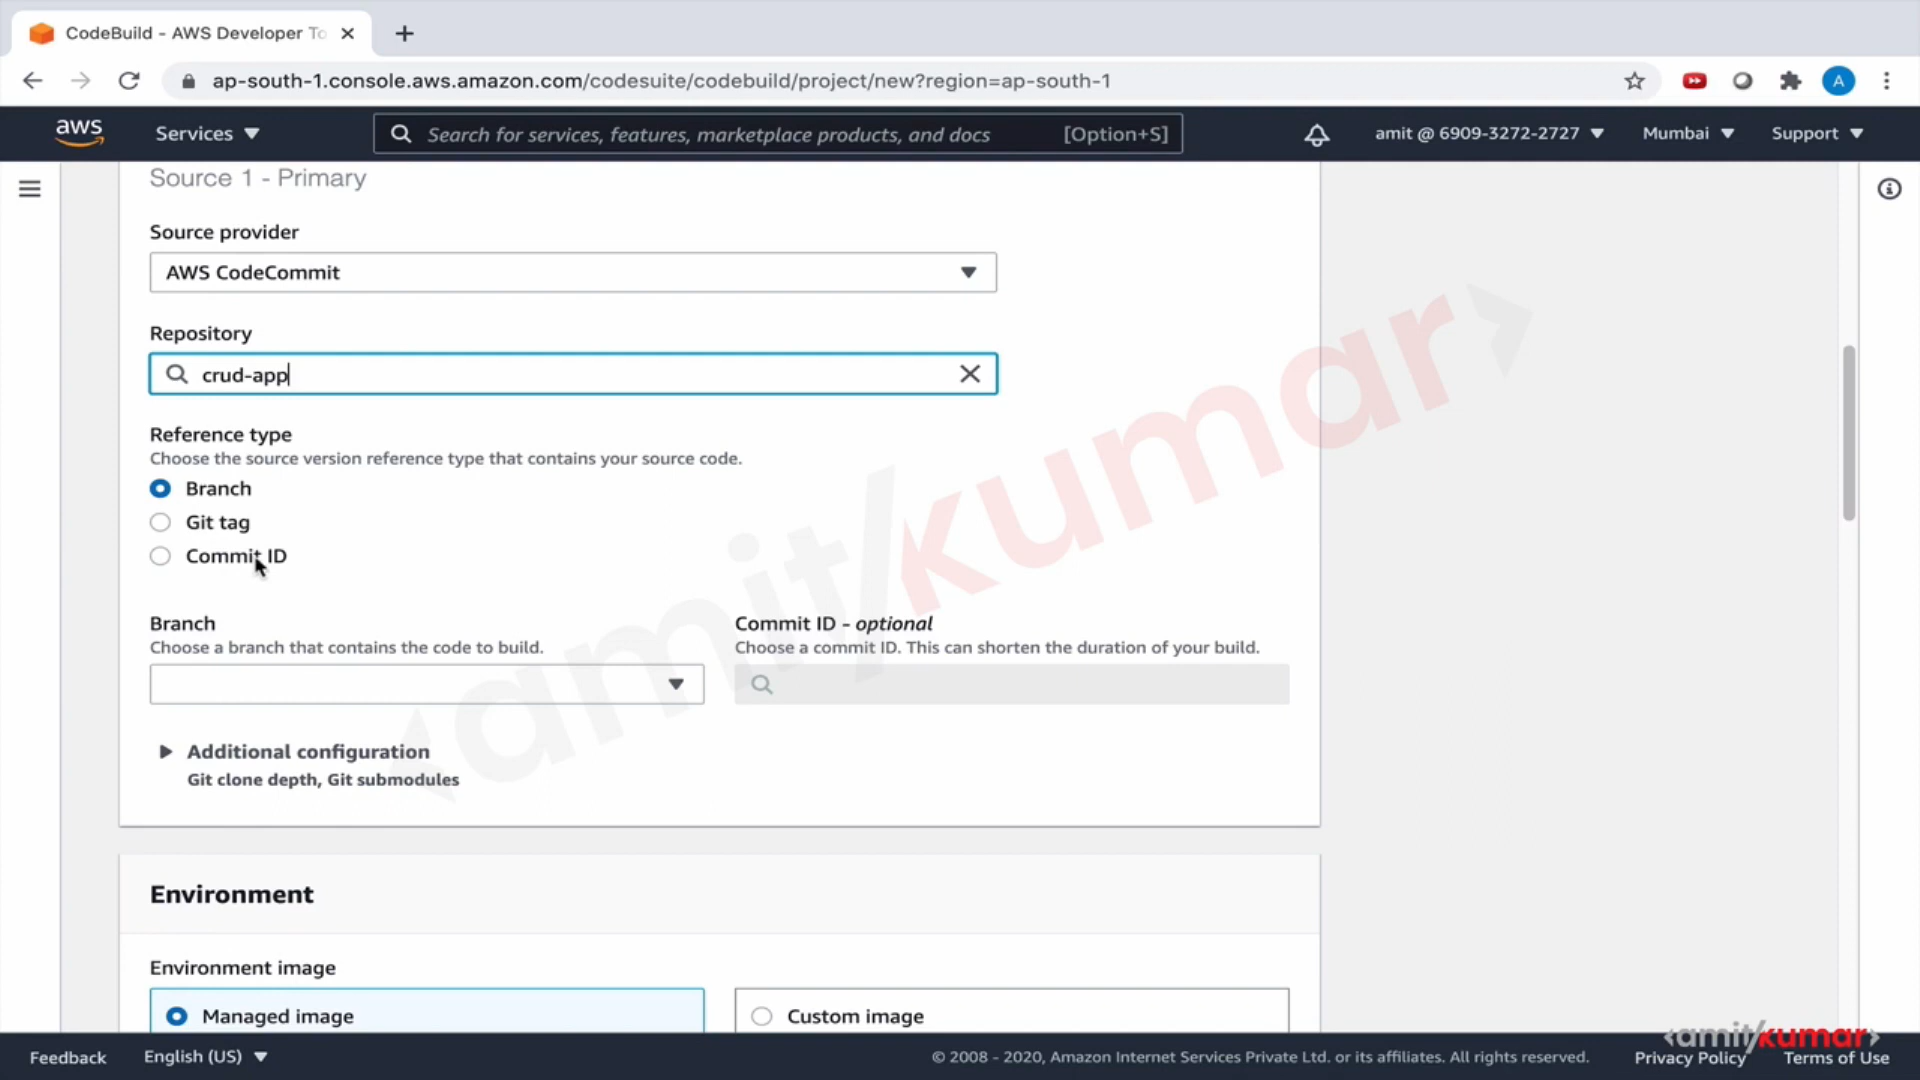 CodeBuild - AWS Developer To
ap-south-1.console.aws.amazon.com/codesuite/codebuild/project/new?region=ap-south-1
A
aws
Services
Search for services, features, marketplace products, and docs [Option+S]
amit @ 6909-3272-2727
Mumbai
Support
Source 1 - Primary
Source provider
AWS CodeCommit
Repository
crud-app
Reference type
Choose the source version reference type that contains your source code.
Branch
Git tag
Commit ID
Branch
Choose a branch that contains the code to build.
Commit ID - optional
Choose a commit ID. This can shorten the duration of your build.
Additional configuration
Git clone depth, Git submodules
<amit/kumar>
Environment
Environment image
Managed image
Custom image
<amit/kumar>
Feedback
English (US)
© 2008 - 2020, Amazon Internet Services Private Ltd. or its affiliates. All rights reserved.
Privacy Policy
Terms of Use